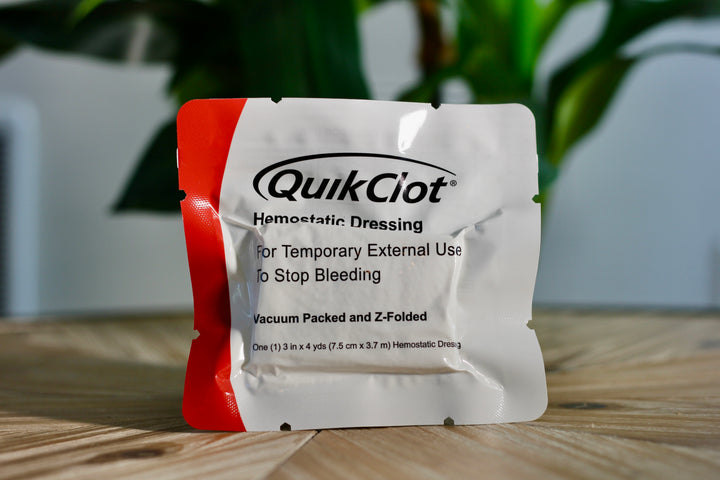 QuikClot®
Hemostatic Dressing
For Temporary External Use
To Stop Bleeding
Vacuum Packed and Z-Folded
One (1) 3 in x 4 yds (7.5 cm x 3.7 m) Hemostatic